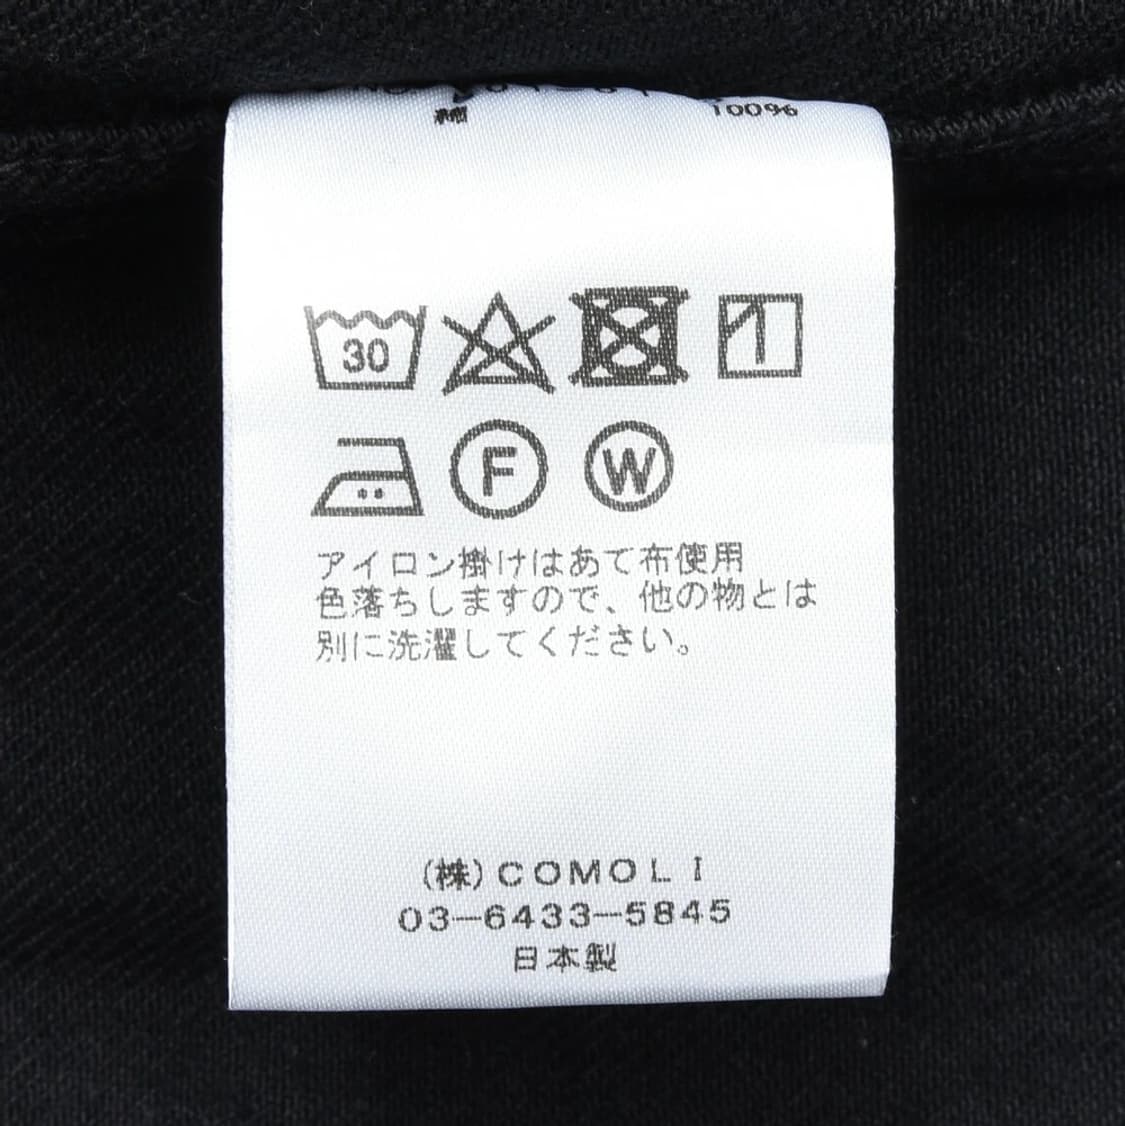 綿 100%
30
F W
アイロン掛けはあて布使用
色落ちしますので、他の物とは
別に洗濯してください。
(株)COMOLI
03-6433-5845
日本製